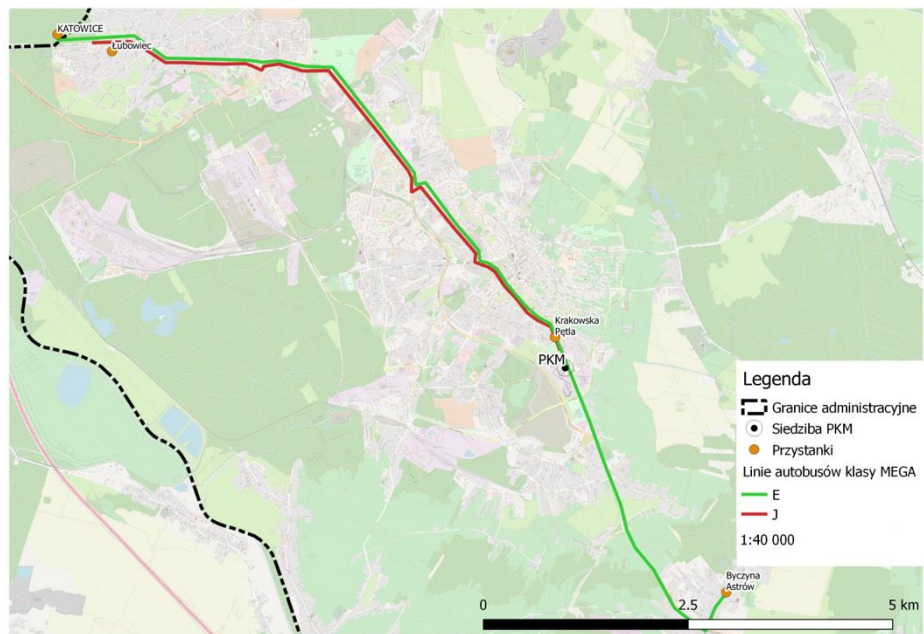 KATOWICE
Łubowiec
Krakowska
Pętla
PKM
Legenda
Granice administracyjne
Siedziba PKM
Przystanki
Linie autobusów klasy MEGA
E
J
1:40 000
Byczyna
Astrów
0 2.5 5 km